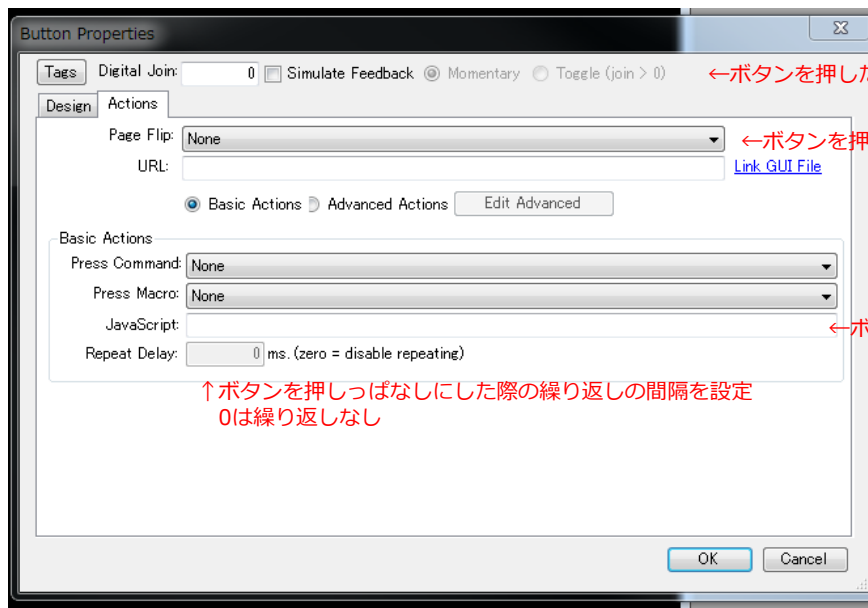 Button Properties
Tags Digital Join: 0 Simulate Feedback Momentary Toggle (join > 0) ←ボタンを押した
Design Actions
Page Flip: None ←ボタンを押
URL: Link GUI File
Basic Actions Advanced Actions Edit Advanced
Basic Actions
Press Command: None
Press Macro: None
JavaScript: ←ボ
Repeat Delay: 0 ms. (zero = disable repeating)
↑ボタンを押しっぱなしにした際の繰り返しの間隔を設定
0は繰り返しなし
OK Cancel